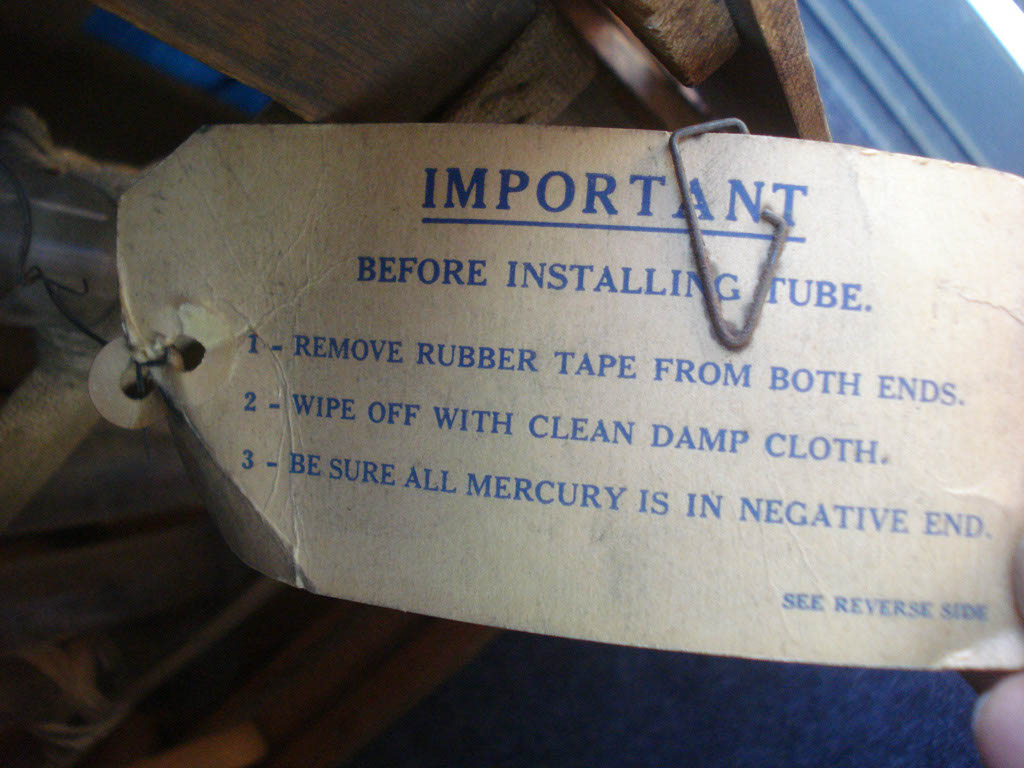 IMPORTANT
BEFORE INSTALLING TUBE.
1 - REMOVE RUBBER TAPE FROM BOTH ENDS.
2 - WIPE OFF WITH CLEAN DAMP CLOTH.
3 - BE SURE ALL MERCURY IS IN NEGATIVE END.
SEE REVERSE SIDE